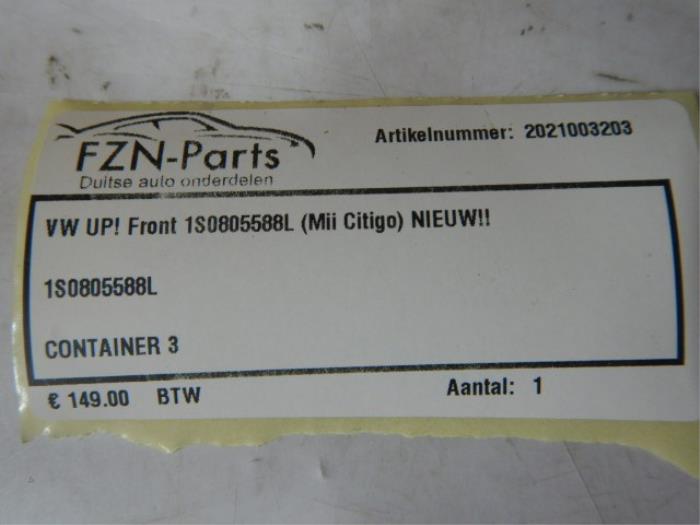 FZN-Parts
Duitse auto onderdelen
Artikelnummer: 2021003203
VW UP! Front 1S0805588L (Mii Citigo) NIEUW!!
1S0805588L
CONTAINER 3
€ 149.00 BTW
Aantal: 1